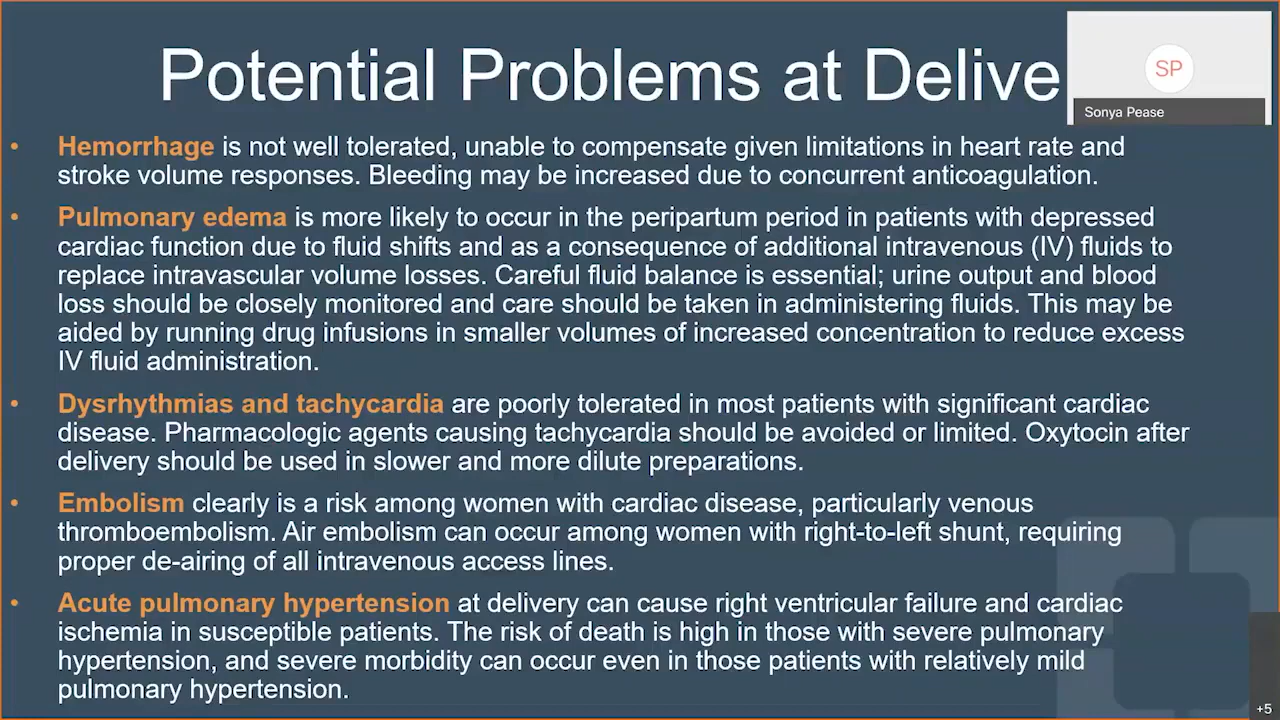 Potential Problems at Delive
SP
Sonya Pease
• Hemorrhage is not well tolerated, unable to compensate given limitations in heart rate and
stroke volume responses. Bleeding may be increased due to concurrent anticoagulation.
• Pulmonary edema is more likely to occur in the peripartum period in patients with depressed
cardiac function due to fluid shifts and as a consequence of additional intravenous (IV) fluids to
replace intravascular volume losses. Careful fluid balance is essential; urine output and blood
loss should be closely monitored and care should be taken in administering fluids. This may be
aided by running drug infusions in smaller volumes of increased concentration to reduce excess
IV fluid administration.
• Dysrhythmias and tachycardia are poorly tolerated in most patients with significant cardiac
disease. Pharmacologic agents causing tachycardia should be avoided or limited. Oxytocin after
delivery should be used in slower and more dilute preparations.
• Embolism clearly is a risk among women with cardiac disease, particularly venous
thromboembolism. Air embolism can occur among women with right-to-left shunt, requiring
proper de-airing of all intravenous access lines.
• Acute pulmonary hypertension at delivery can cause right ventricular failure and cardiac
ischemia in susceptible patients. The risk of death is high in those with severe pulmonary
hypertension, and severe morbidity can occur even in those patients with relatively mild
pulmonary hypertension.
+5